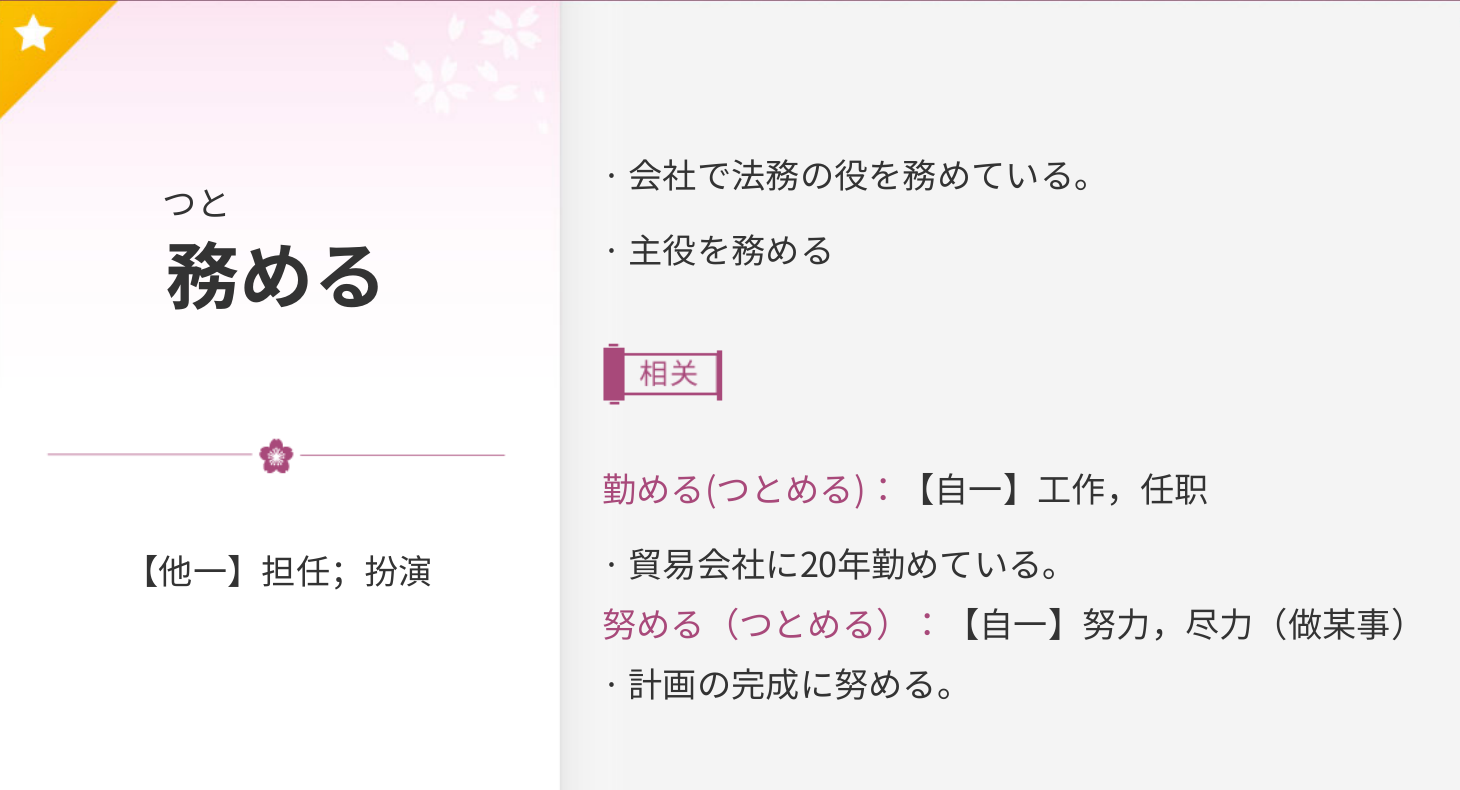 つと
務める
【他一】担任；扮演
· 会社で法務の役を務めている。
· 主役を務める
相关
勤める(つとめる)：【自一】工作，任职
· 貿易会社に20年勤めている。
努める（つとめる）：【自一】努力，尽力（做某事）
· 計画の完成に努める。